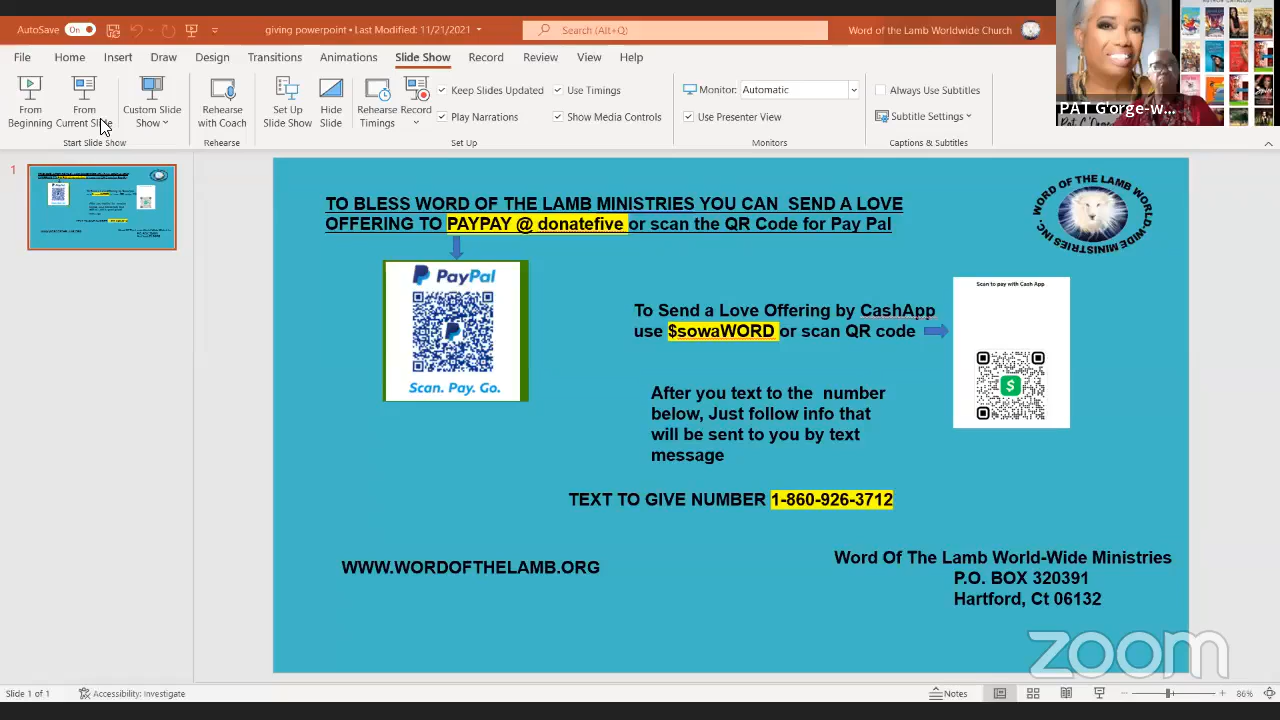 AutoSave On giving powerpoint • Last Modified: 11/21/2021 Search (Alt+Q) Word of the Lamb Worldwide Church
File Home Insert Draw Design Transitions Animations Slide Show Record Review View Help
From Beginning
From Current Slide
Custom Slide Show
Rehearse with Coach
Set Up Slide Show
Hide Slide
Rehearse Timings
Record
Keep Slides Updated
Use Timings
Play Narrations
Show Media Controls
Monitor: Automatic
Use Presenter View
Always Use Subtitles
Subtitle Settings
Start Slide Show Rehearse Set Up Monitors Captions & Subtitles
PAT G'orge-w...
1
TO BLESS WORD OF THE LAMB MINISTRIES YOU CAN SEND A LOVE
OFFERING TO PAYPAY @ donatefive or scan the QR Code for Pay Pal
WORD OF THE LAMB WORLD-WIDE MINISTRIES INC.
PayPal
Scan. Pay. Go.
To Send a Love Offering by CashApp
use $sowaWORD or scan QR code
Scan to pay with Cash App
After you text to the number
below, Just follow info that
will be sent to you by text
message
TEXT TO GIVE NUMBER 1-860-926-3712
WWW.WORDOFTHELAMB.ORG
Word Of The Lamb World-Wide Ministries
P.O. BOX 320391
Hartford, Ct 06132
zoom
Slide 1 of 1 Accessibility: Investigate Notes 86%